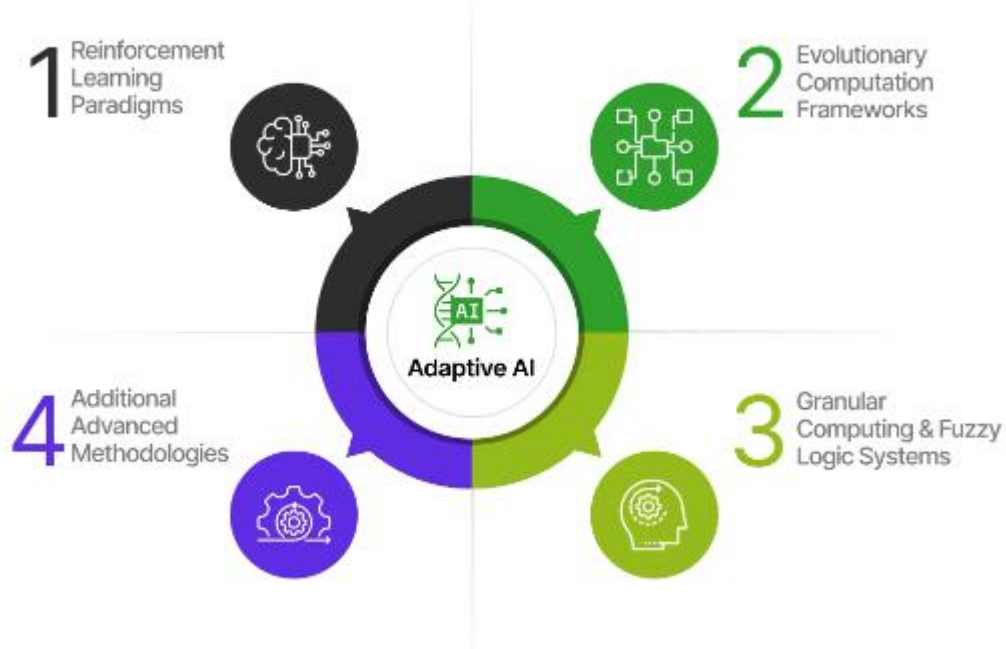 1
Reinforcement
Learning
Paradigms
2
Evolutionary
Computation
Frameworks
AI
Adaptive AI
4
Additional
Advanced
Methodologies
3
Granular
Computing & Fuzzy
Logic Systems